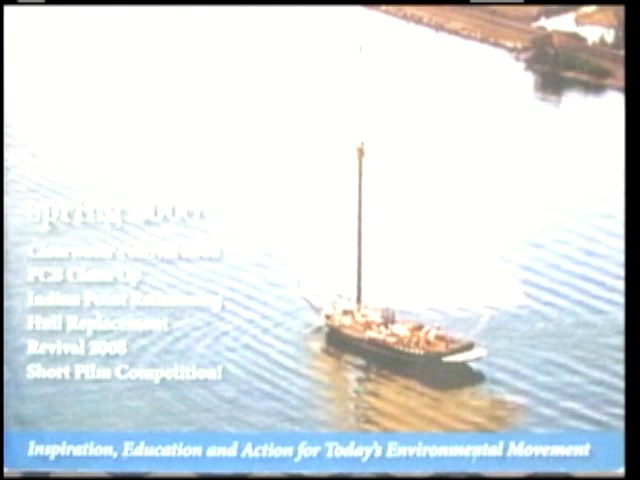 Spring
PCB Clean Up
Indian Point Relicensing
Hull Replacement
Revival 2008
Short Film Competition!
Inspiration, Education and Action for Today's Environmental Movement